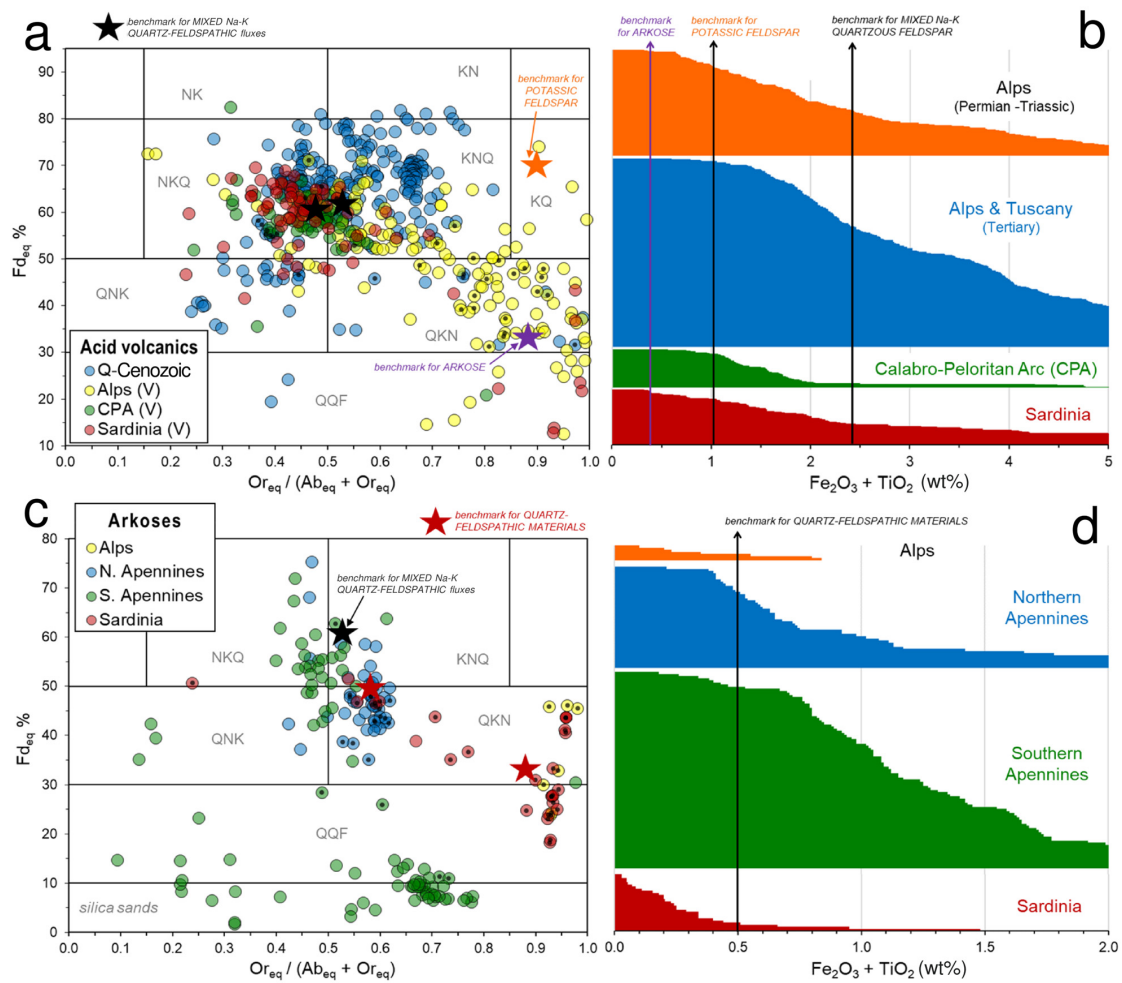 a
benchmark for MIXED Na-K
QUARTZ-FELDSPATHIC fluxes
90
80
70
60
50
40
30
20
10
Fd_eq %
NK
KN
NKQ
KNQ
KQ
QNK
QKN
QQF
benchmark for
POTASSIC
FELDSPAR
benchmark for ARKOSE
Acid volcanics
Q-Cenozoic
Alps (V)
CPA (V)
Sardinia (V)
0.0 0.1 0.2 0.3 0.4 0.5 0.6 0.7 0.8 0.9 1.0
Or_eq / (Ab_eq + Or_eq)
b
benchmark
for ARKOSE
benchmark for
POTASSIC FELDSPAR
benchmark for MIXED Na-K
QUARTZOUS FELDSPAR
Alps
(Permian -Triassic)
Alps & Tuscany
(Tertiary)
Calabro-Peloritan Arc (CPA)
Sardinia
0 1 2 3 4 5
Fe₂O₃ + TiO₂ (wt%)
c
Arkoses
Alps
N. Apennines
S. Apennines
Sardinia
benchmark for QUARTZ-
FELDSPATHIC MATERIALS
benchmark for MIXED Na-K
QUARTZ-FELDSPATHIC fluxes
80
70
60
50
40
30
20
10
0
Fd_eq %
NKQ
KNQ
QNK
QKN
QQF
silica sands
0.0 0.1 0.2 0.3 0.4 0.5 0.6 0.7 0.8 0.9 1.0
Or_eq / (Ab_eq + Or_eq)
d
benchmark for QUARTZ-FELDSPATHIC MATERIALS
Alps
Northern
Apennines
Southern
Apennines
Sardinia
0.0 0.5 1.0 1.5 2.0
Fe₂O₃ + TiO₂ (wt%)